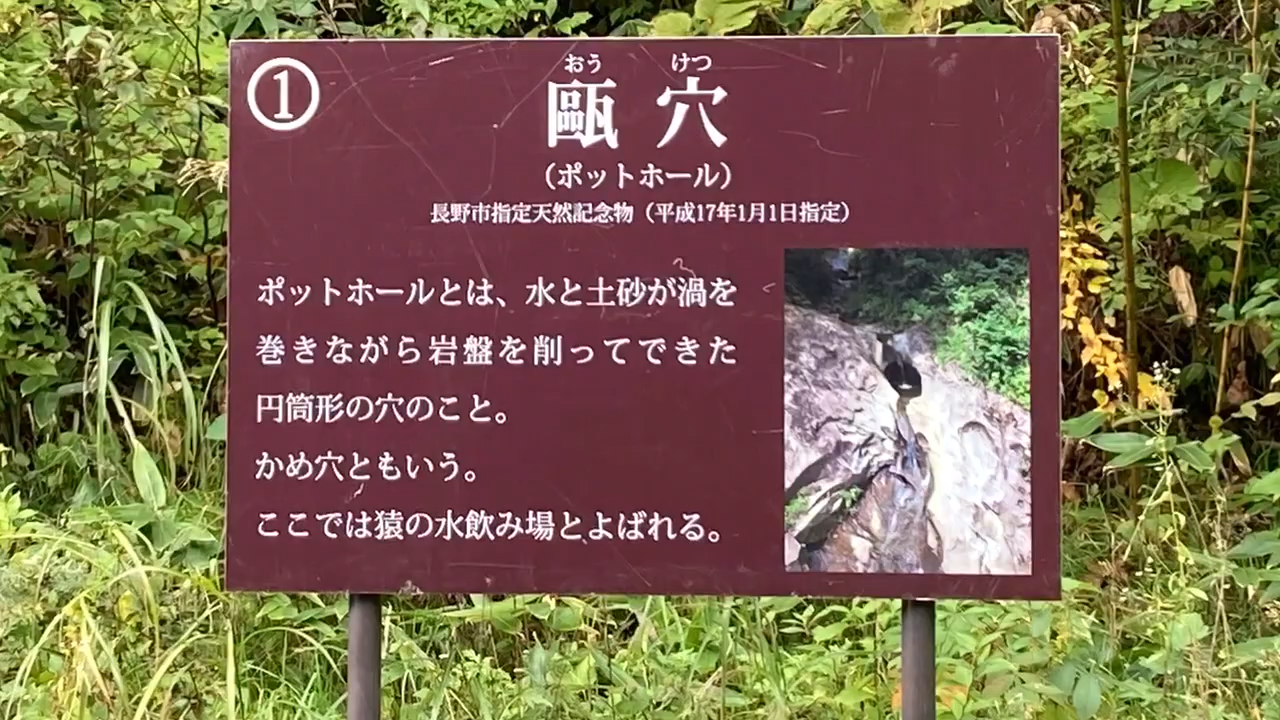 ①
おう けつ
甌穴
（ポットホール）
長野市指定天然記念物（平成17年1月1日指定）
ポットホールとは、水と土砂が渦を
巻きながら岩盤を削ってできた
円筒形の穴のこと。
かめ穴ともいう。
ここでは猿の水飲み場とよばれる。